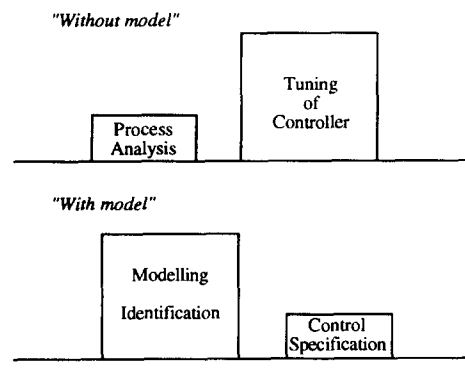 "Without model"
Tuning
of
Controller
Process
Analysis
"With model"
Modelling
Identification
Control
Specification